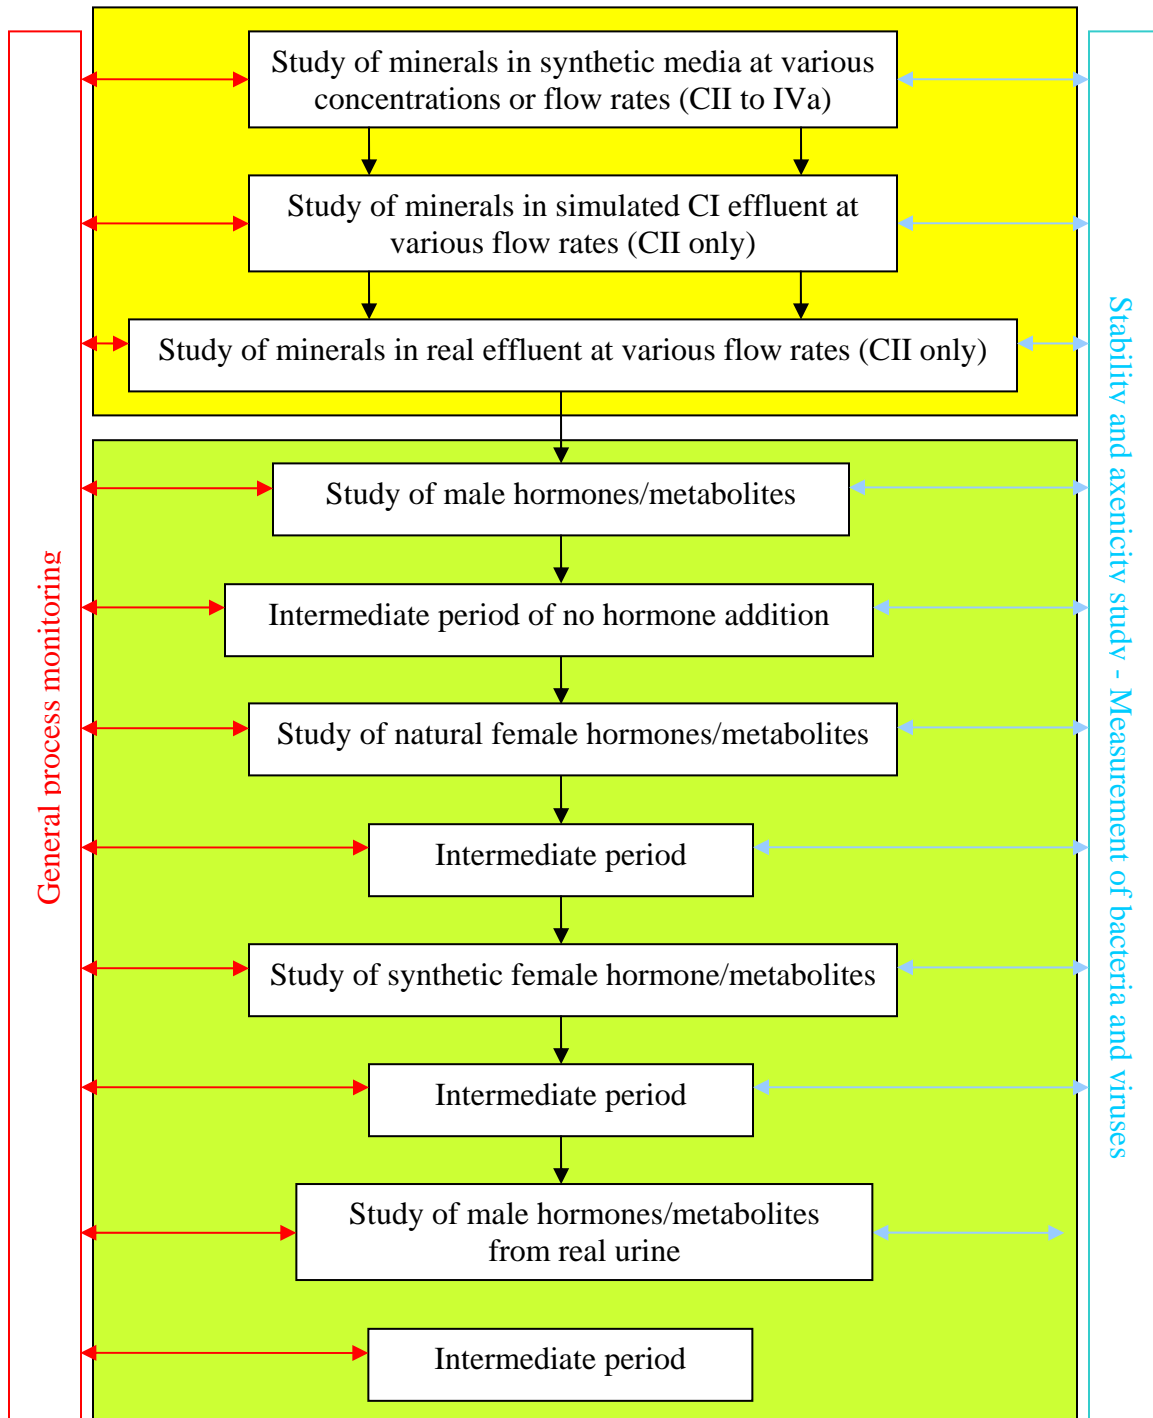 Study of minerals in synthetic media at various
concentrations or flow rates (CII to IVa)
Study of minerals in simulated CI effluent at
various flow rates (CII only)
Study of minerals in real effluent at various flow rates (CII only)
Study of male hormones/metabolites
Intermediate period of no hormone addition
Study of natural female hormones/metabolites
Intermediate period
Study of synthetic female hormone/metabolites
Intermediate period
Study of male hormones/metabolites
from real urine
Intermediate period
General process monitoring
Stability and axenicity study - Measurement of bacteria and viruses